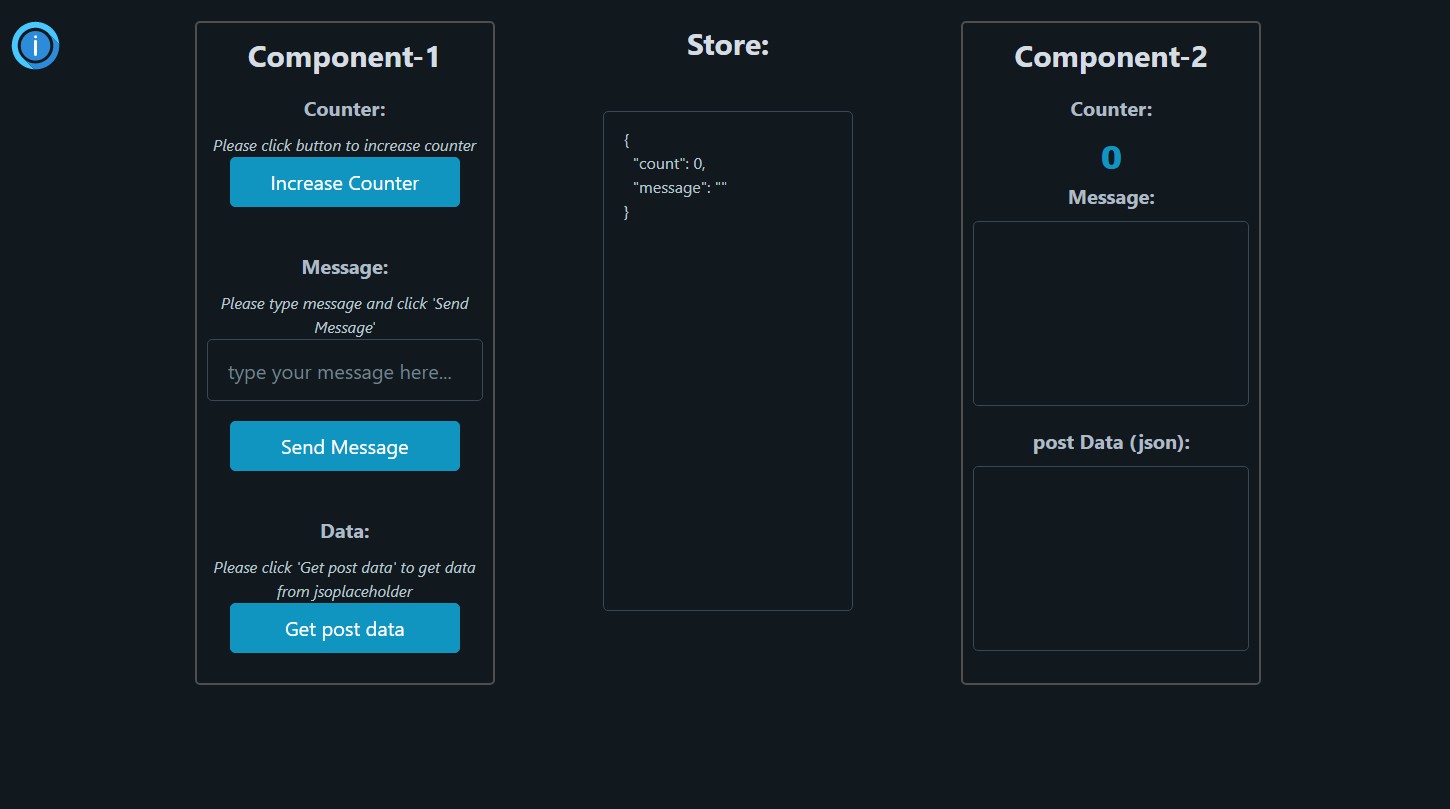 i
Component-1
Counter:
Please click button to increase counter
Increase Counter
Message:
Please type message and click 'Send
Message'
type your message here...
Send Message
Data:
Please click 'Get post data' to get data
from jsoplaceholder
Get post data
Store:
{
"count": 0,
"message": ""
}
Component-2
Counter:
0
Message:
post Data (json):